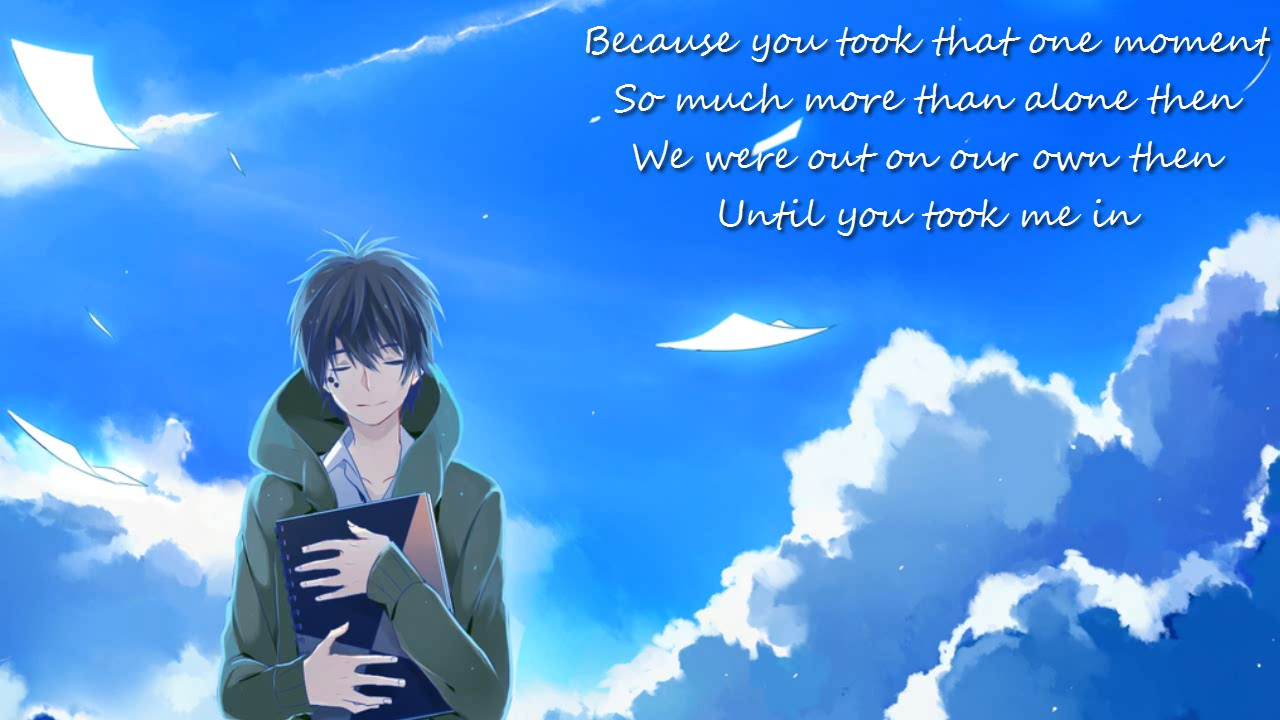 Because you took that one moment
So much more than alone then
We were out on our own then
Until you took me in